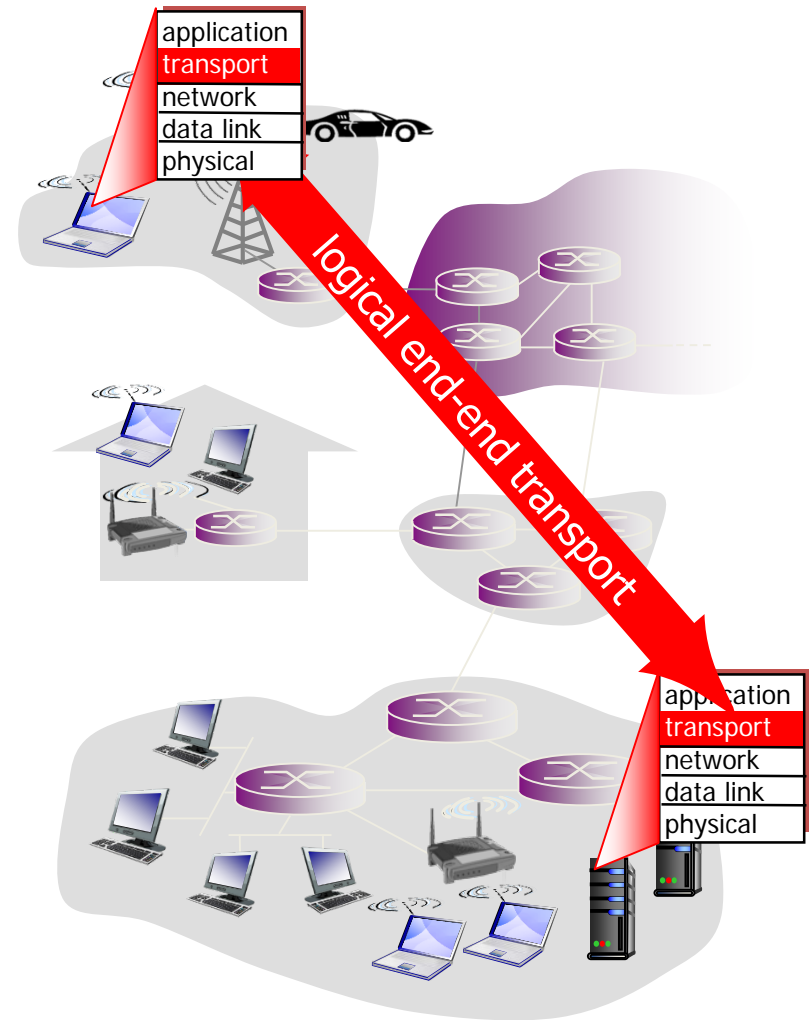 application
transport
network
data link
physical
logical end-end transport
application
transport
network
data link
physical